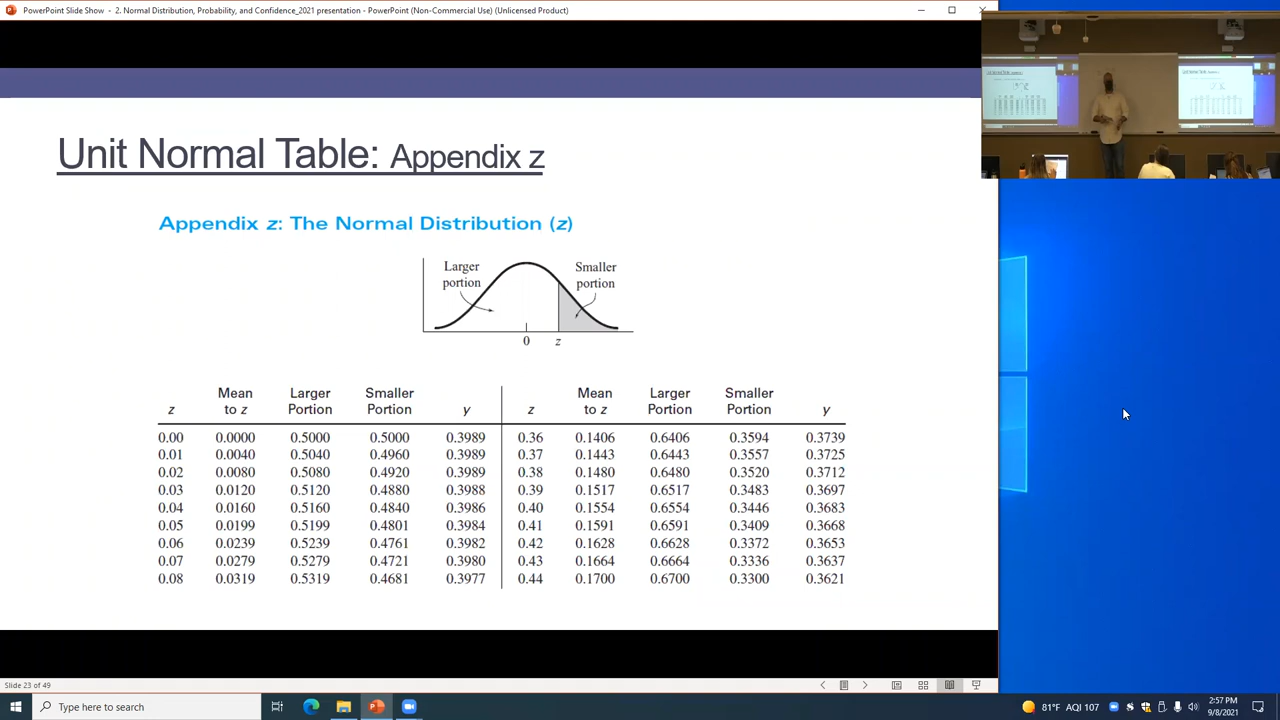 PowerPoint Slide Show - 2. Normal Distribution, Probability, and Confidence_2021 presentation - PowerPoint (Non-Commercial Use) (Unlicensed Product)
Unit Normal Table: Appendix z
Appendix z: The Normal Distribution (z)
Larger portion
Smaller portion
0 z
z Mean to z Larger Portion Smaller Portion y z Mean to z Larger Portion Smaller Portion y
0.00 0.0000 0.5000 0.5000 0.3989 0.36 0.1406 0.6406 0.3594 0.3739
0.01 0.0040 0.5040 0.4960 0.3989 0.37 0.1443 0.6443 0.3557 0.3725
0.02 0.0080 0.5080 0.4920 0.3989 0.38 0.1480 0.6480 0.3520 0.3712
0.03 0.0120 0.5120 0.4880 0.3988 0.39 0.1517 0.6517 0.3483 0.3697
0.04 0.0160 0.5160 0.4840 0.3986 0.40 0.1554 0.6554 0.3446 0.3683
0.05 0.0199 0.5199 0.4801 0.3984 0.41 0.1591 0.6591 0.3409 0.3668
0.06 0.0239 0.5239 0.4761 0.3982 0.42 0.1628 0.6628 0.3372 0.3653
0.07 0.0279 0.5279 0.4721 0.3980 0.43 0.1664 0.6664 0.3336 0.3637
0.08 0.0319 0.5319 0.4681 0.3977 0.44 0.1700 0.6700 0.3300 0.3621
Slide 23 of 49
Type here to search
81°F AQI 107
2:57 PM
9/8/2021